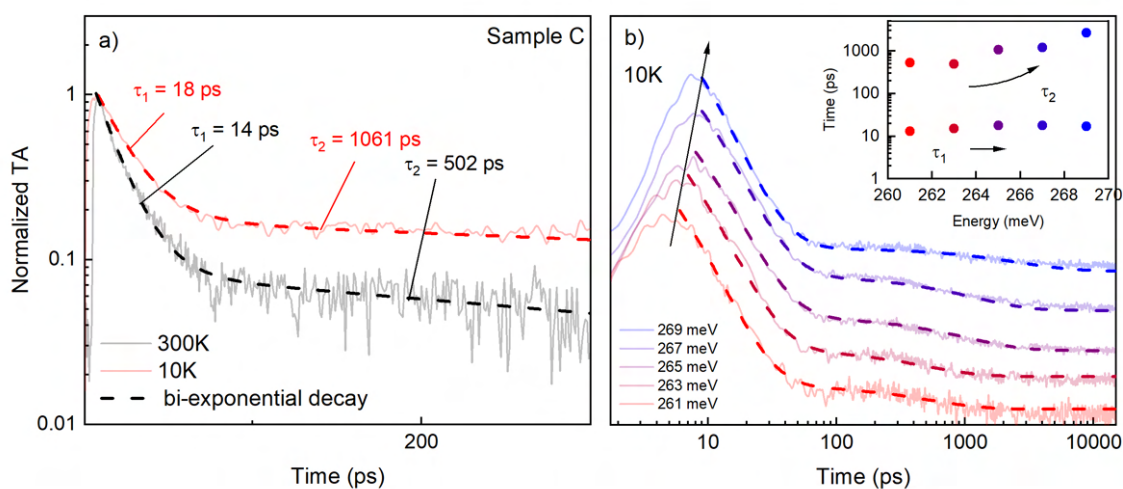 a)
Sample C
Normalized TA
1
0.1
0.01
τ1 = 18 ps
τ1 = 14 ps
τ2 = 1061 ps
τ2 = 502 ps
300K
10K
bi-exponential decay
200
Time (ps)
b)
10K
269 meV
267 meV
265 meV
263 meV
261 meV
10
100
1000
10000
Time (ps)
Time (ps)
1000
100
10
1
τ2
τ1
260
262
264
266
268
270
Energy (meV)